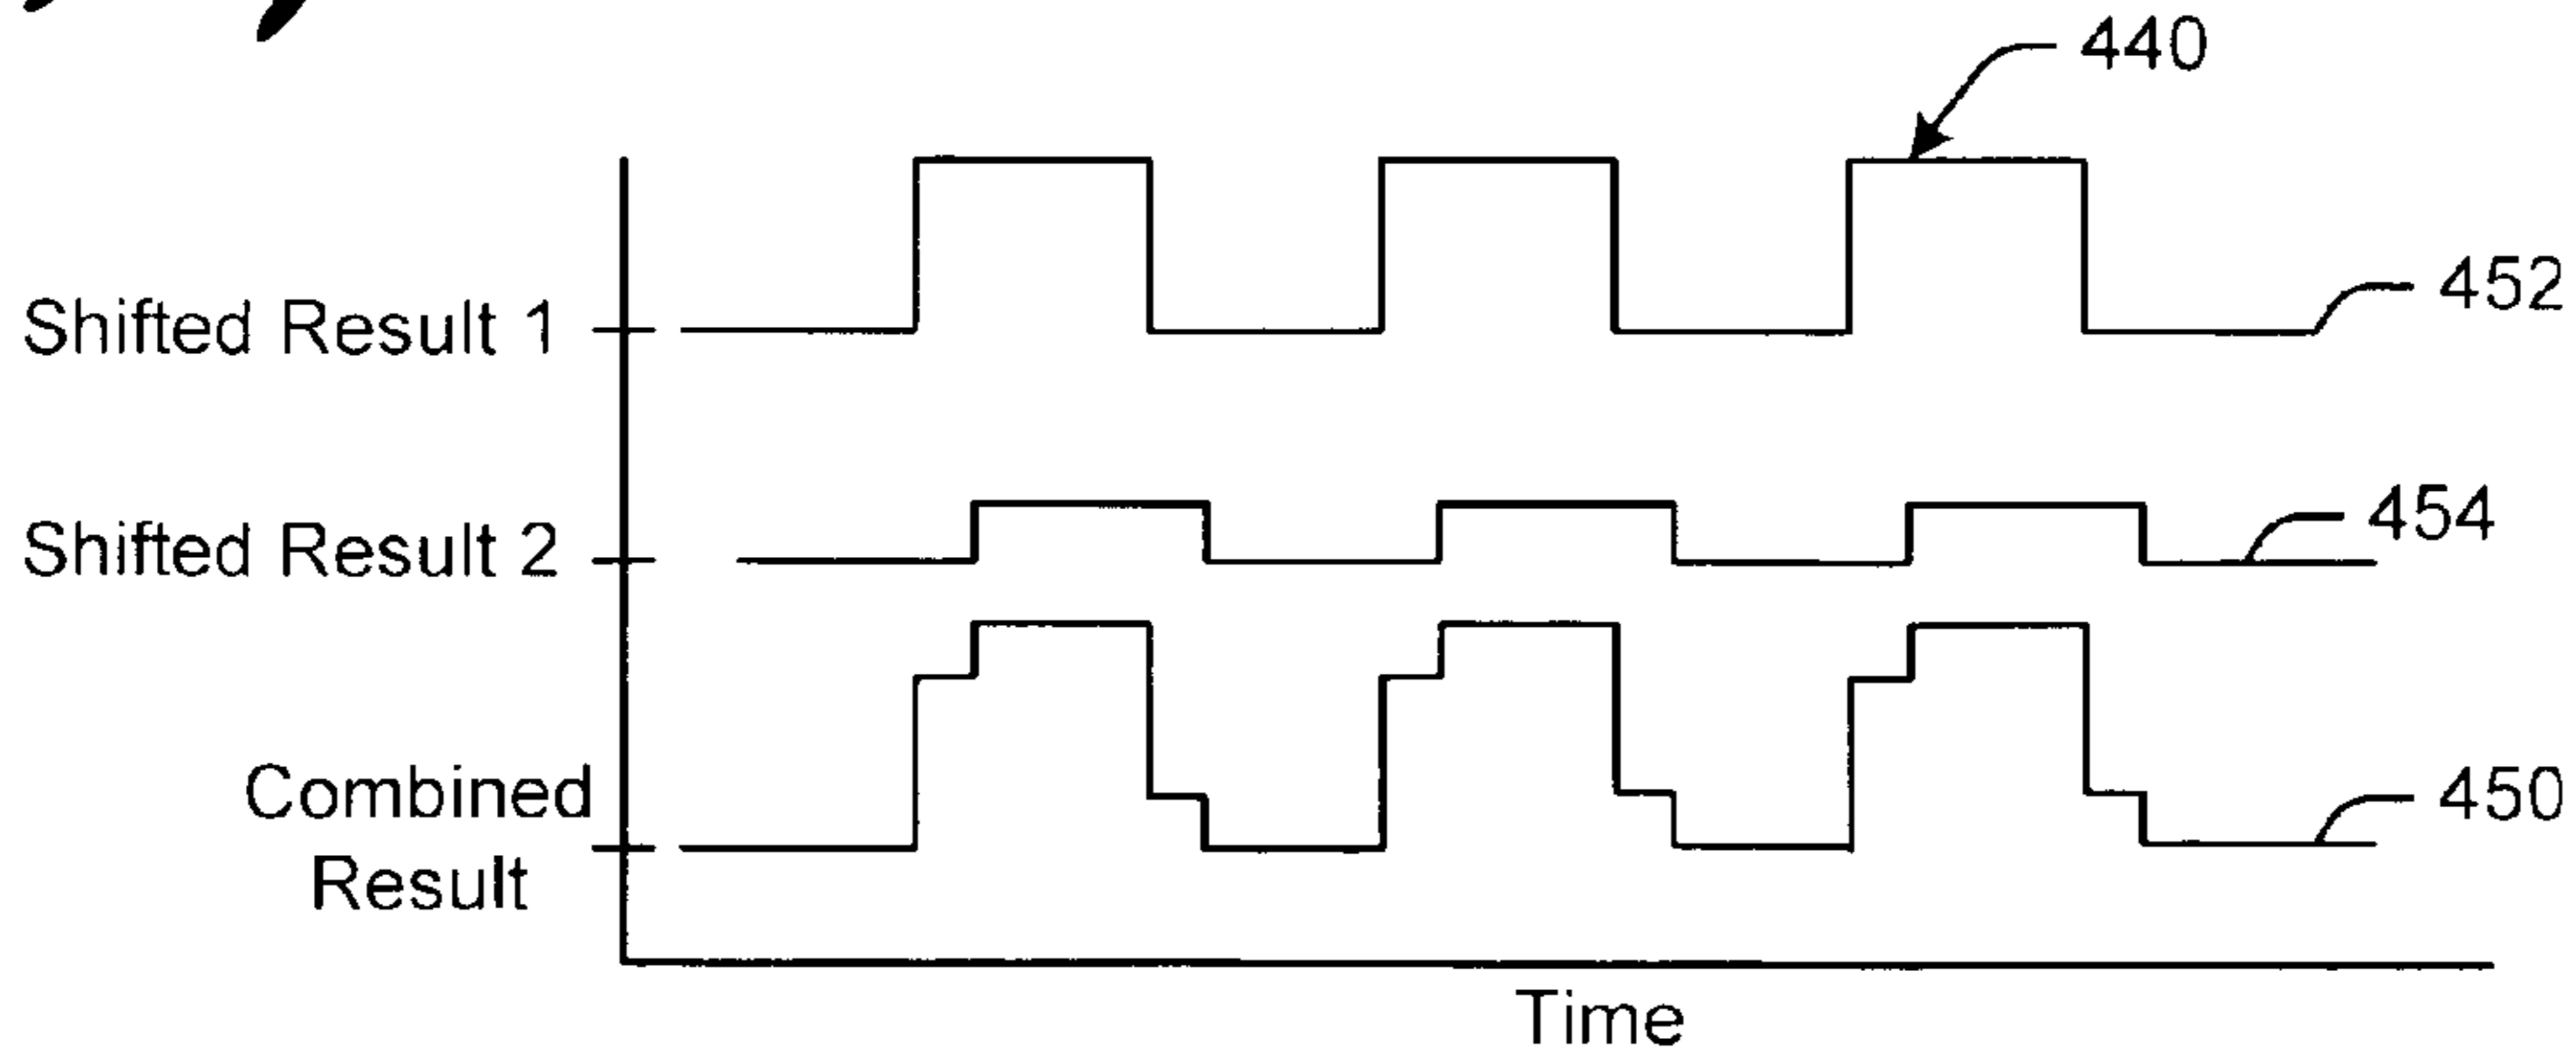 440
Shifted Result 1
452
Shifted Result 2
454
Combined
Result
450
Time